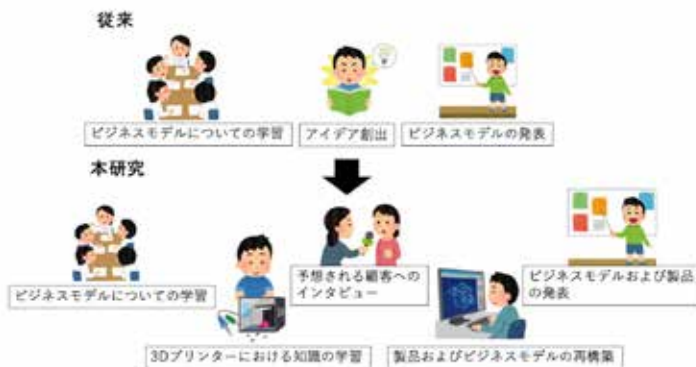 従来
ビジネスモデルについての学習
アイデア創出
ビジネスモデルの発表
本研究
ビジネスモデルについての学習
3Dプリンターにおける知識の学習
予想される顧客への
インタビュー
製品およびビジネスモデルの再構築
ビジネスモデルおよび製品
の発表